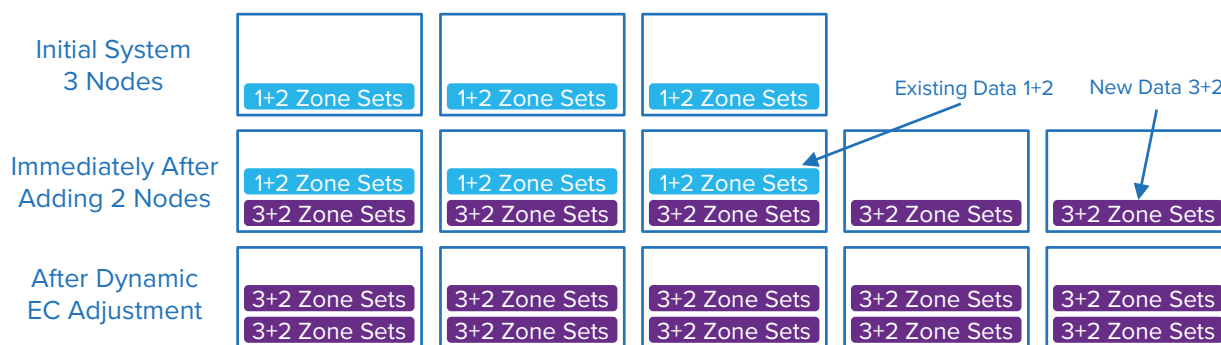 Initial System
3 Nodes
1+2 Zone Sets 1+2 Zone Sets 1+2 Zone Sets
Existing Data 1+2 New Data 3+2
Immediately After
Adding 2 Nodes
1+2 Zone Sets 1+2 Zone Sets 1+2 Zone Sets
3+2 Zone Sets 3+2 Zone Sets 3+2 Zone Sets 3+2 Zone Sets 3+2 Zone Sets
After Dynamic
EC Adjustment
3+2 Zone Sets 3+2 Zone Sets 3+2 Zone Sets 3+2 Zone Sets 3+2 Zone Sets
3+2 Zone Sets 3+2 Zone Sets 3+2 Zone Sets 3+2 Zone Sets 3+2 Zone Sets